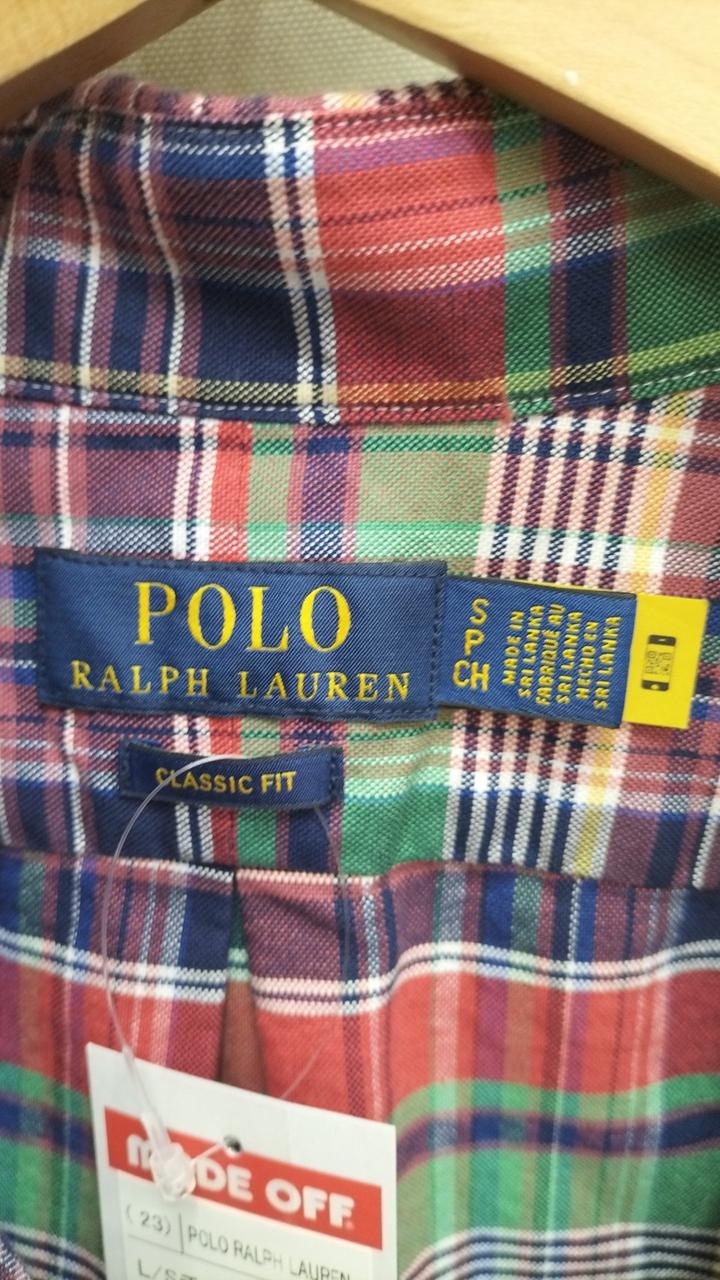 POLO
RALPH LAUREN
S
P
CH
MADE IN
SRI LANKA
FABRIQUÉ AU
SRI LANKA
HECHO EN
SRI LANKA
CLASSIC FIT
MODE OFF
(23) POLO RALPH LAUREN